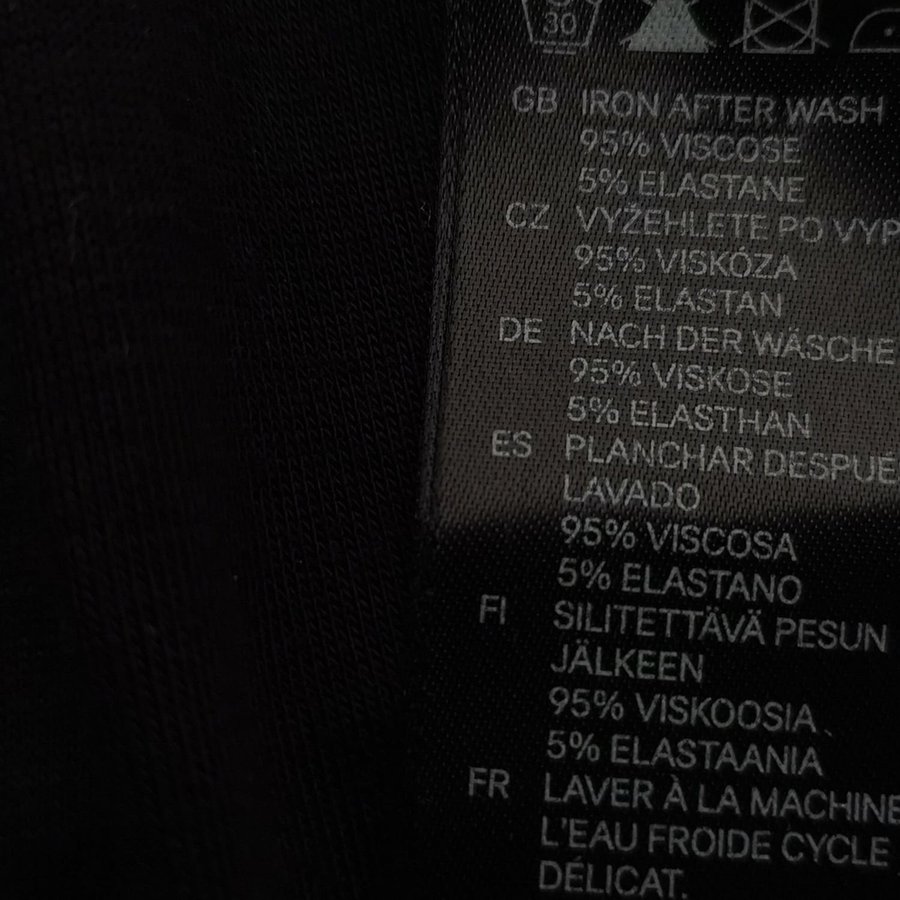 30
GB IRON AFTER WASH
95% VISCOSE
5% ELASTANE
CZ VYŽEHLETE PO VYP
95% VISKÓZA
5% ELASTAN
DE NACH DER WÄSCHE
95% VISKOSE
5% ELASTHAN
ES PLANCHAR DESPUÉ
LAVADO
95% VISCOSA
5% ELASTANO
FI SILITETTÄVÄ PESUN
JÄLKEEN
95% VISKOOSIA
5% ELASTAANIA
FR LAVER À LA MACHINE
L'EAU FROIDE CYCLE
DÉLICAT.